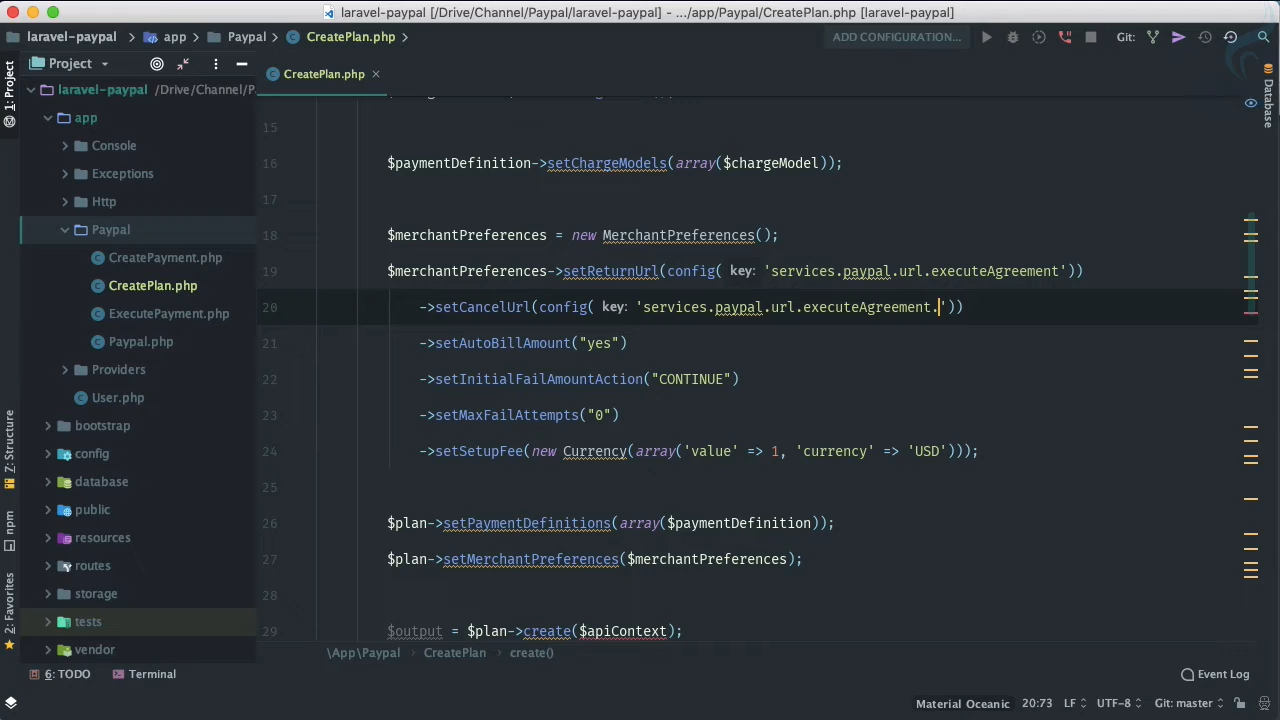 laravel-paypal [/Drive/Channel/Paypal/laravel-paypal] - .../app/Paypal/CreatePlan.php [laravel-paypal]
laravel-paypal app Paypal CreatePlan.php ADD CONFIGURATION... Git:
1: Project
Project
CreatePlan.php
Database
laravel-paypal /Drive/Channel/P
app
Console
Exceptions
Http
Paypal
CreatePayment.php
CreatePlan.php
ExecutePayment.php
Paypal.php
Providers
User.php
bootstrap
config
database
public
resources
routes
storage
tests
vendor
7: Structure
npm
2: Favorites
15
16 $paymentDefinition->setChargeModels(array($chargeModel));
17
18 $merchantPreferences = new MerchantPreferences();
19 $merchantPreferences->setReturnUrl(config( key: 'services.paypal.url.executeAgreement'))
20 ->setCancelUrl(config( key: 'services.paypal.url.executeAgreement.'))
21 ->setAutoBillAmount("yes")
22 ->setInitialFailAmountAction("CONTINUE")
23 ->setMaxFailAttempts("0")
24 ->setSetupFee(new Currency(array('value' => 1, 'currency' => 'USD')));
25
26 $plan->setPaymentDefinitions(array($paymentDefinition));
27 $plan->setMerchantPreferences($merchantPreferences);
28
29 $output = $plan->create($apiContext);
\App\Paypal CreatePlan create()
6: TODO Terminal Event Log
Material Oceanic 20:73 LF UTF-8 Git: master